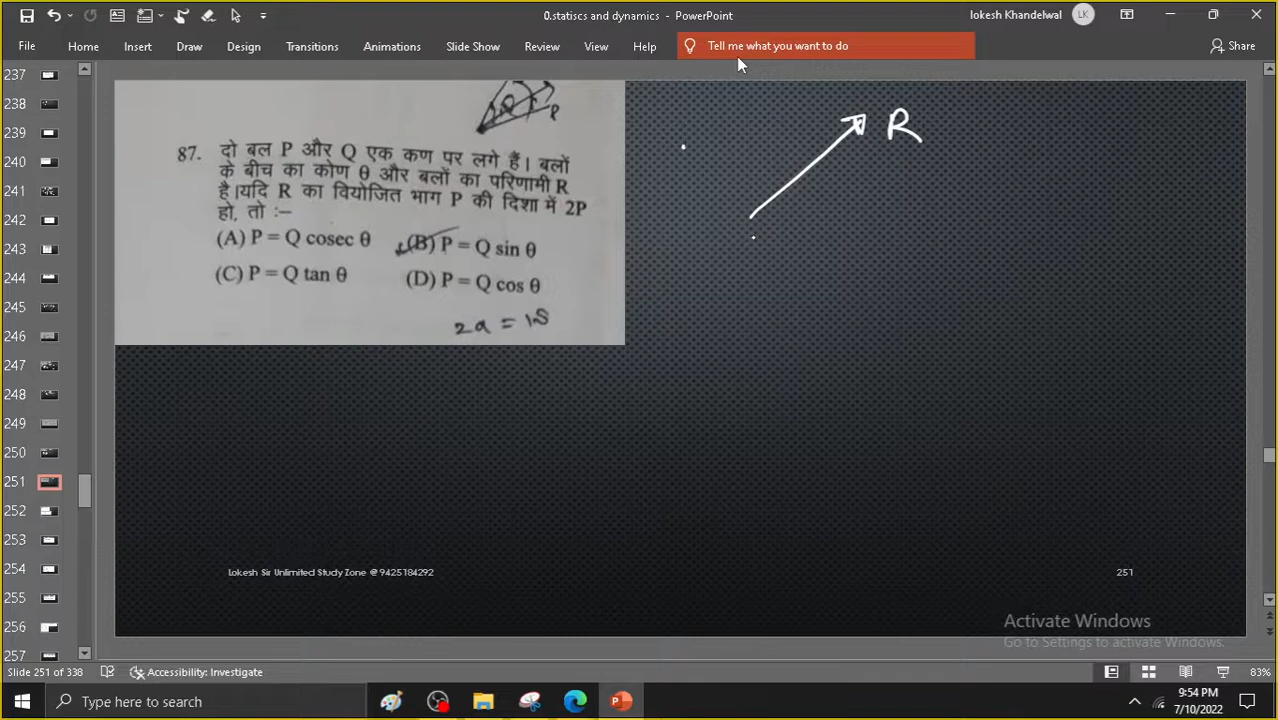 0.statiscs and dynamics - PowerPoint
lokesh Khandelwal
LK
File Home Insert Draw Design Transitions Animations Slide Show Review View Help Tell me what you want to do Share
237
238
239
240
241
242
243
244
245
246
247
248
249
250
251
252
253
254
255
256
257
R
P
87. दो बल P और Q एक कण पर लगे हैं। बलों
के बीच का कोण θ और बलों का परिणामी R
है।यदि R का वियोजित भाग P की दिशा में 2P
हो, तो :–
(A) P = Q cosec θ (B) P = Q sin θ
(C) P = Q tan θ (D) P = Q cos θ
Lokesh Sir Unlimited Study Zone @ 9425184292
251
Activate Windows
Go to Settings to activate Windows.
Slide 251 of 338 Accessibility: Investigate 83%
Type here to search
9:54 PM
7/10/2022